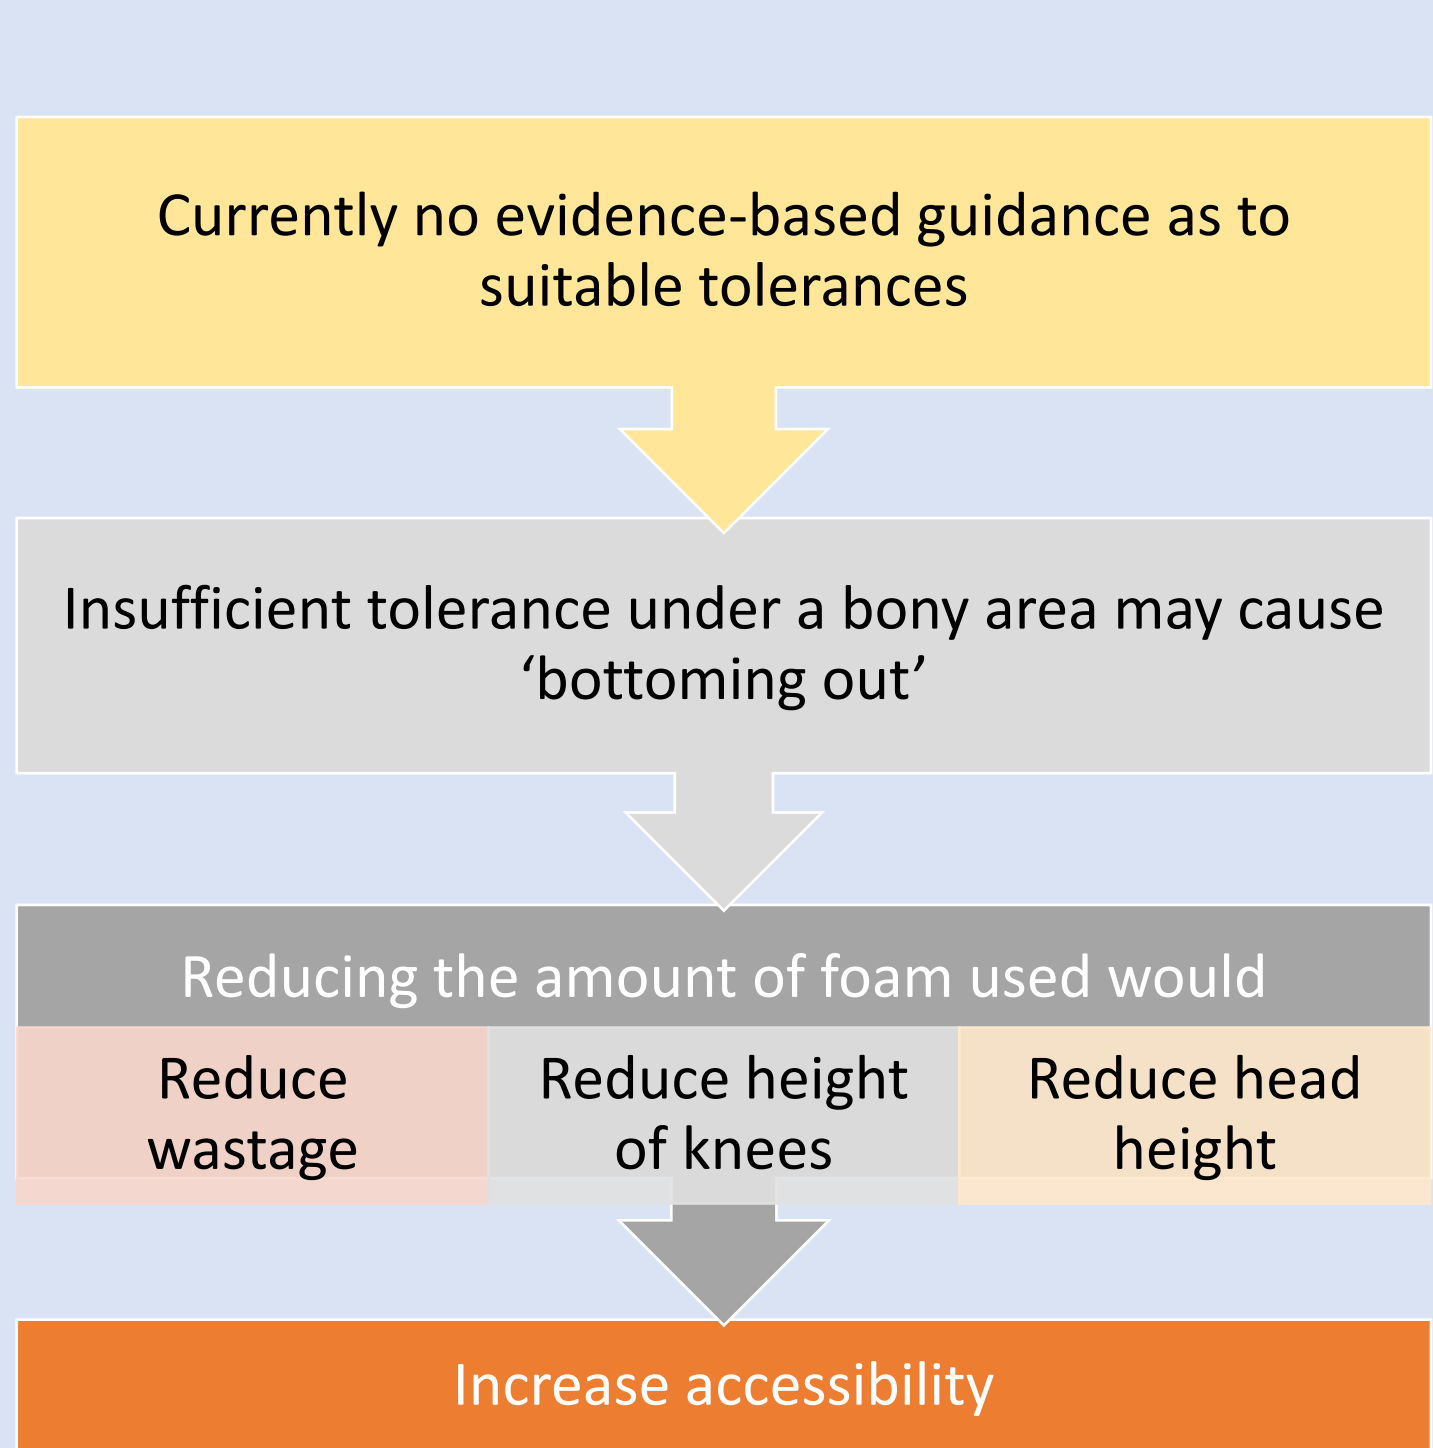 Currently no evidence-based guidance as to
suitable tolerances
Insufficient tolerance under a bony area may cause
‘bottoming out’
Reducing the amount of foam used would
Reduce
wastage
Reduce height
of knees
Reduce head
height
Increase accessibility